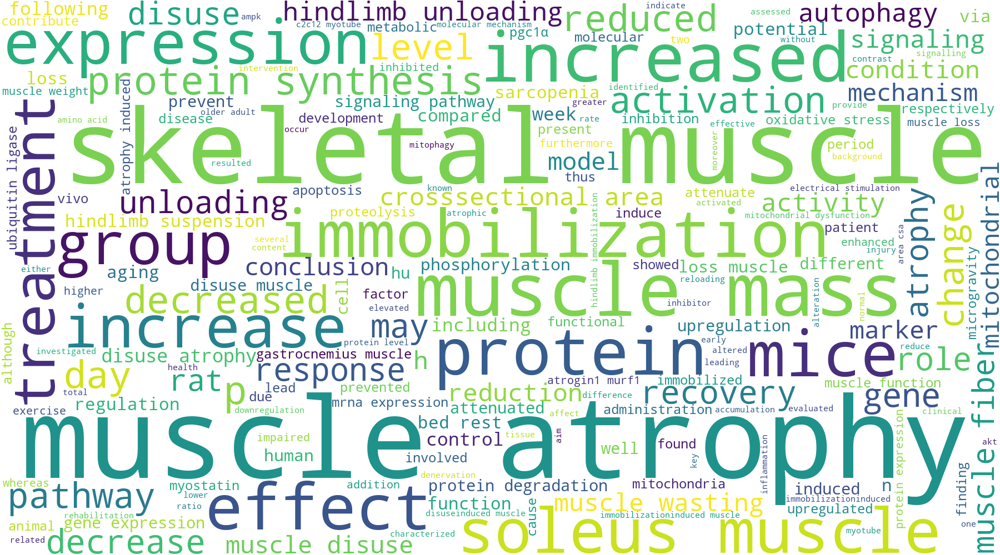 following
disuse
ampk
hindlimb unloading
reduced
indicate
assessed
autophagy
via
contribute
c2c12 myotube
metabolic
molecular mechanism
pgc1α
molecular
two
potential
without
signaling
expression
level
increased
contrast
signalling
condition
loss
protein synthesis
intervention
inhibited
muscle weight
sarcopenia
identified
mechanism
prevent
older adult
signaling pathway
greater
activation
provide
respectively
amino acid
atrophy induced
disease
development
compared
week
rate
inhibition
effective
oxidative stress
muscle loss
occur
present
treatment
ubiquitin ligase
skeletal muscle
mitophagy
furthermore
moreover
period
background
resulted
model
thus
vivo
unloading
apoptosis
known
crosssectional area
attenuate
electrical stimulation
activated
activity
mitochondrial
hindlimb suspension
proteolysis
atrophic
induce
mitochondrial dysfunction
group
immobilization
hindlimb immobilization
patient
area csa
atrophy
change
several
content
enhanced
injury
either
aging
conclusion
hu
phosphorylation
showed
loss muscle
different
microgravity
higher
disuse muscle
factor
muscle mass
reloading
decreased
cell
elevated
inhibitor
alteration
normal
increase
may
including
functional
upregulation
marker
although
protein level
protein
early
altered
leading
mice
reduce
role
investigated
disuse atrophy
gastrocnemius muscle
h
health
response
day
rat
p
lead
due
prevented
atrogin1 murf1
immobilized
muscle function
total
regulation
mrna expression
reduction
difference
recovery
gene
muscle fiber
exercise
downregulation
attenuated
affect
administration
accumulation
evaluated
clinical
muscle atrophy
bed rest
impaired
control
tissue
aim
well
found
protein expression
akt
human
involved
key
inflammation
denervation
finding
whereas
myostatin
addition
protein degradation
mitochondria
induced
n
pathway
lower
effect
function
muscle wasting
immobilizationinduced
upregulated
ratio
rehabilitation
disuseinduced muscle
cause
immobilizationinduced muscle
animal
gene expression
soleus muscle
one
related
decrease
muscle disuse
characterized
myotube